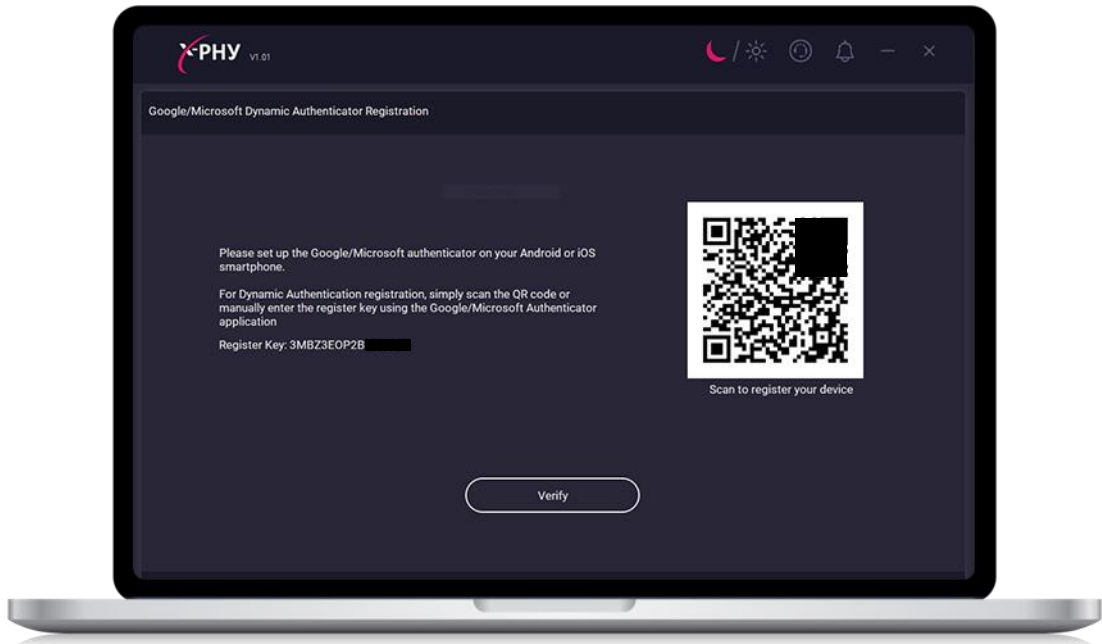 X-PHY V1.01
Google/Microsoft Dynamic Authenticator Registration
Please set up the Google/Microsoft authenticator on your Android or iOS
smartphone.
For Dynamic Authentication registration, simply scan the QR code or
manually enter the register key using the Google/Microsoft Authenticator
application
Register Key: 3MBZ3EOP2B
Scan to register your device
Verify